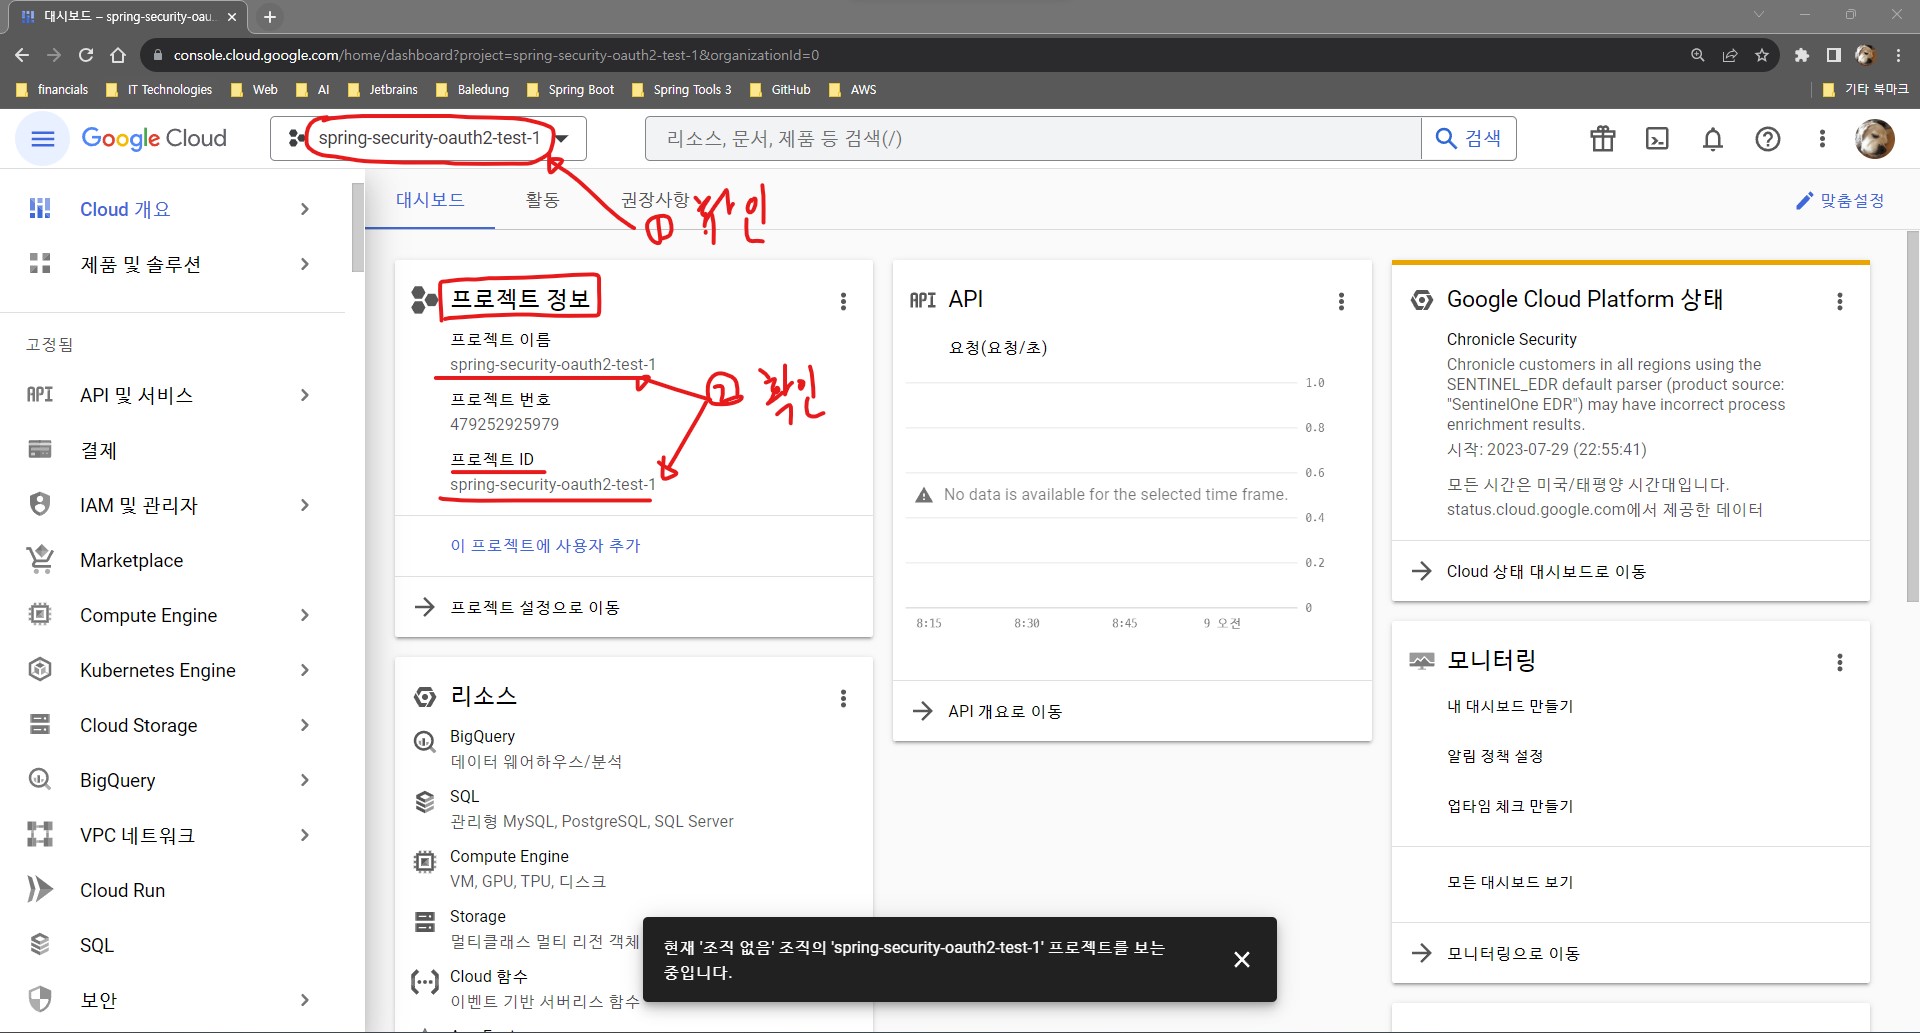 대시보드 – spring-security-oau
console.cloud.google.com/home/dashboard?project=spring-security-oauth2-test-1&organizationId=0
financials
IT Technologies
Web
AI
Jetbrains
Baledung
Spring Boot
Spring Tools 3
GitHub
AWS
기타 북마크
Google Cloud
spring-security-oauth2-test-1
리소스, 문서, 제품 등 검색(/)
검색
Cloud 개요
제품 및 솔루션
고정됨
API 및 서비스
결제
IAM 및 관리자
Marketplace
Compute Engine
Kubernetes Engine
Cloud Storage
BigQuery
VPC 네트워크
Cloud Run
SQL
보안
대시보드
활동
권장사항
① 확인
맞춤설정
프로젝트 정보
프로젝트 이름
spring-security-oauth2-test-1
② 확인
프로젝트 번호
479252925979
프로젝트 ID
spring-security-oauth2-test-1
이 프로젝트에 사용자 추가
프로젝트 설정으로 이동
리소스
BigQuery
데이터 웨어하우스/분석
SQL
관리형 MySQL, PostgreSQL, SQL Server
Compute Engine
VM, GPU, TPU, 디스크
Storage
멀티클래스 멀티 리전 객체
Cloud 함수
이벤트 기반 서버리스 함수
API API
요청(요청/초)
1.0
0.8
0.6
No data is available for the selected time frame.
0.4
0.2
0
8:15 8:30 8:45 9 오전
API 개요로 이동
Google Cloud Platform 상태
Chronicle Security
Chronicle customers in all regions using the
SENTINEL_EDR default parser (product source:
"SentinelOne EDR") may have incorrect process
enrichment results.
시작: 2023-07-29 (22:55:41)
모든 시간은 미국/태평양 시간대입니다.
status.cloud.google.com에서 제공한 데이터
Cloud 상태 대시보드로 이동
모니터링
내 대시보드 만들기
알림 정책 설정
업타임 체크 만들기
모든 대시보드 보기
모니터링으로 이동
현재 '조직 없음' 조직의 'spring-security-oauth2-test-1' 프로젝트를 보는
중입니다.